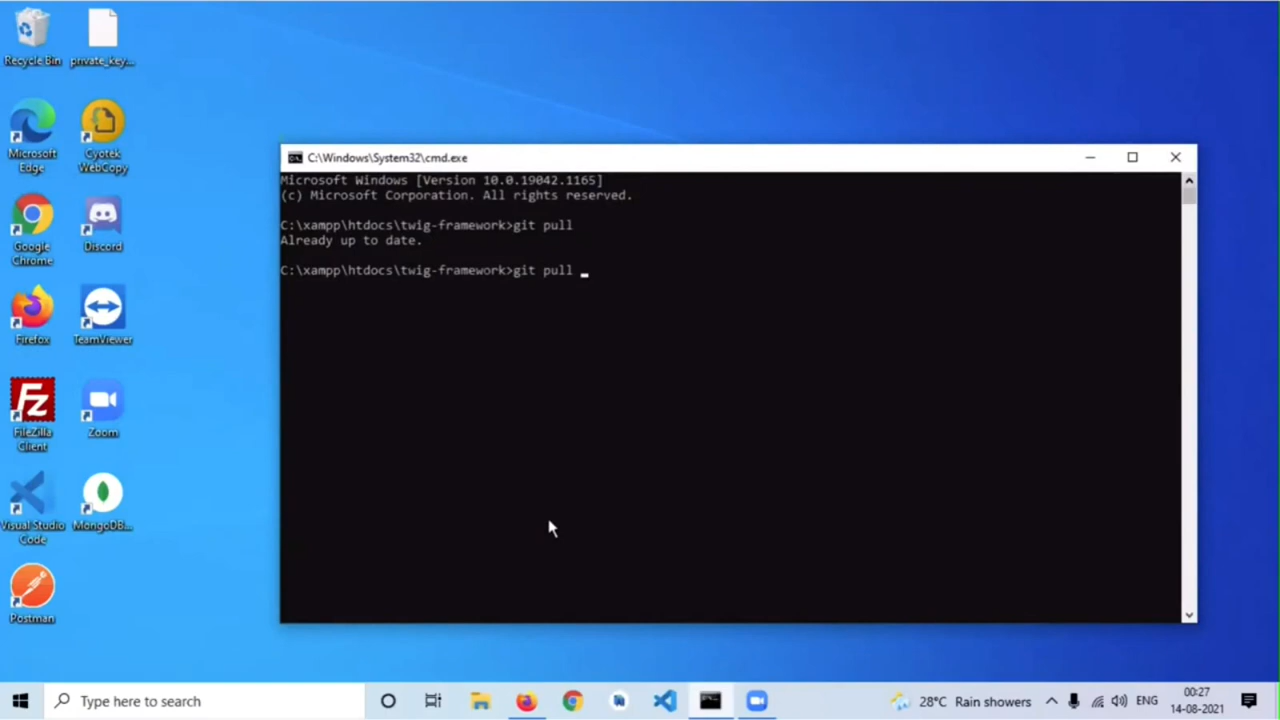 Recycle Bin
private_key...
Microsoft Edge
Cyotek WebCopy
Google Chrome
Discord
Firefox
TeamViewer
FileZilla Client
Zoom
Visual Studio Code
MongoDB...
Postman
C:\Windows\System32\cmd.exe
Microsoft Windows [Version 10.0.19042.1165]
(c) Microsoft Corporation. All rights reserved.
C:\xampp\htdocs\twig-framework>git pull
Already up to date.
C:\xampp\htdocs\twig-framework>git pull _
Type here to search
28°C Rain showers
ENG
00:27
14-08-2021